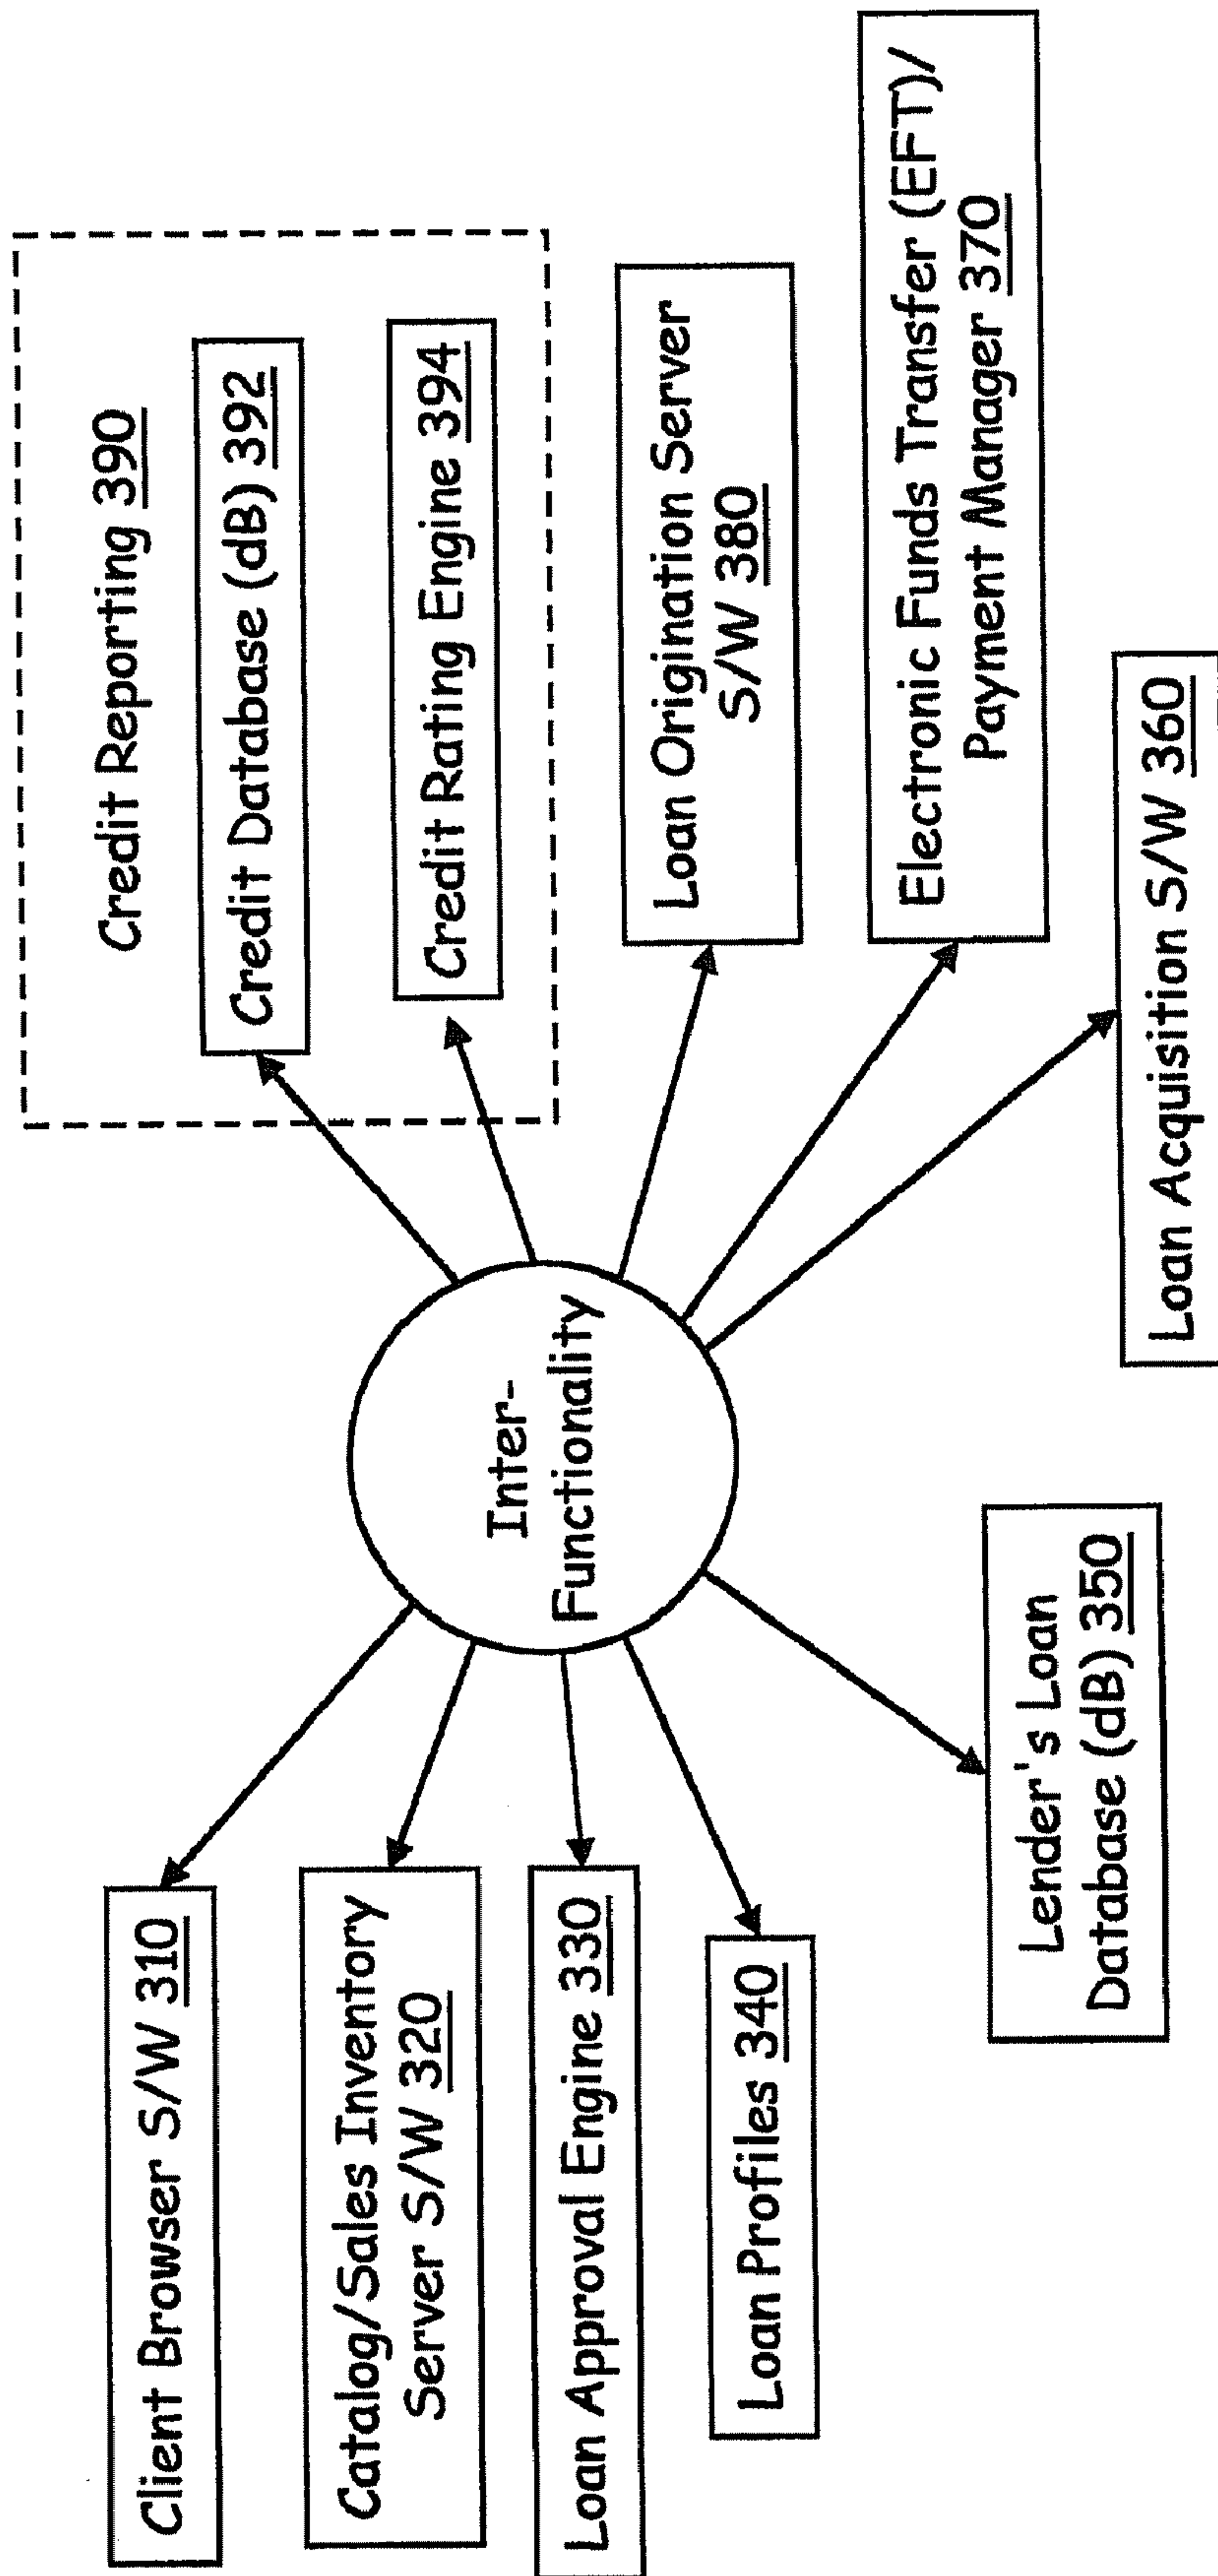 Client Browser S/W 310
Catalog/Sales Inventory
Server S/W 320
Loan Approval Engine 330
Loan Profiles 340
Lender's Loan
Database (dB) 350
Inter-
Functionality
Credit Reporting 390
Credit Database (dB) 392
Credit Rating Engine 394
Loan Origination Server
S/W 380
Electronic Funds Transfer (EFT)/
Payment Manager 370
Loan Acquisition S/W 360